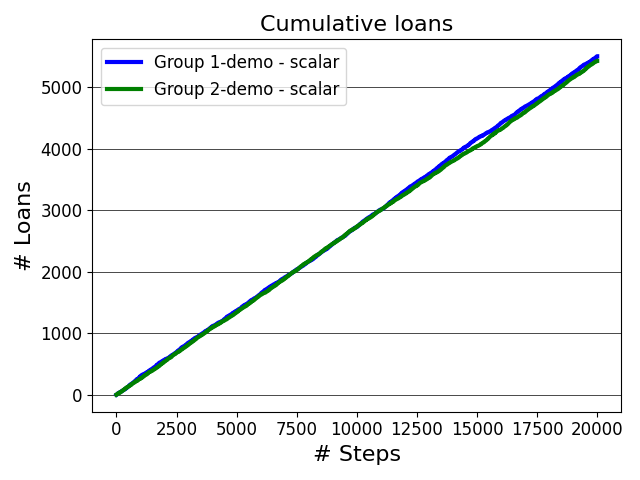 Cumulative loans
Group 1-demo - scalar
Group 2-demo - scalar
# Loans
5000
4000
3000
2000
1000
0
0 2500 5000 7500 10000 12500 15000 17500 20000
# Steps